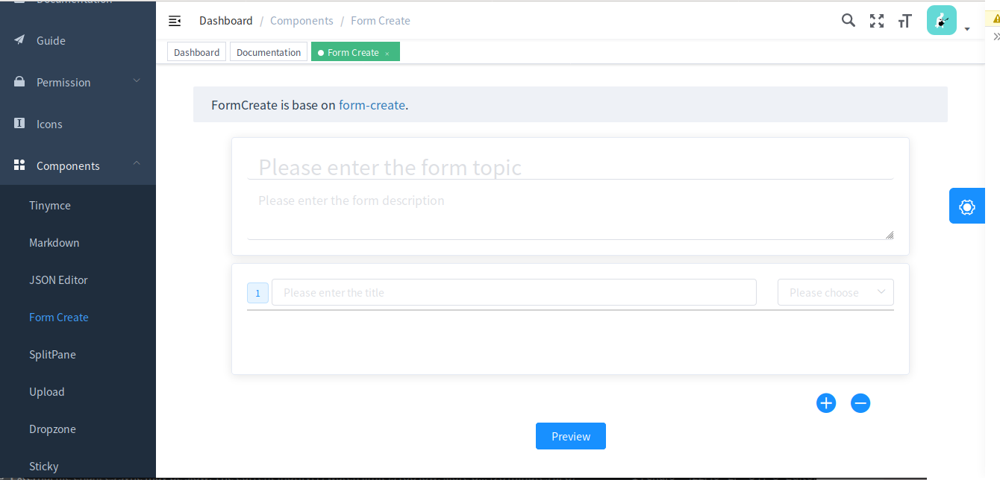 Documentation
Guide
Permission
Icons
Components
Tinymce
Markdown
JSON Editor
Form Create
SplitPane
Upload
Dropzone
Sticky
Dashboard / Components / Form Create
Dashboard Documentation Form Create ×
FormCreate is base on form-create.
Please enter the form topic
Please enter the form description
1 Please enter the title Please choose
Preview